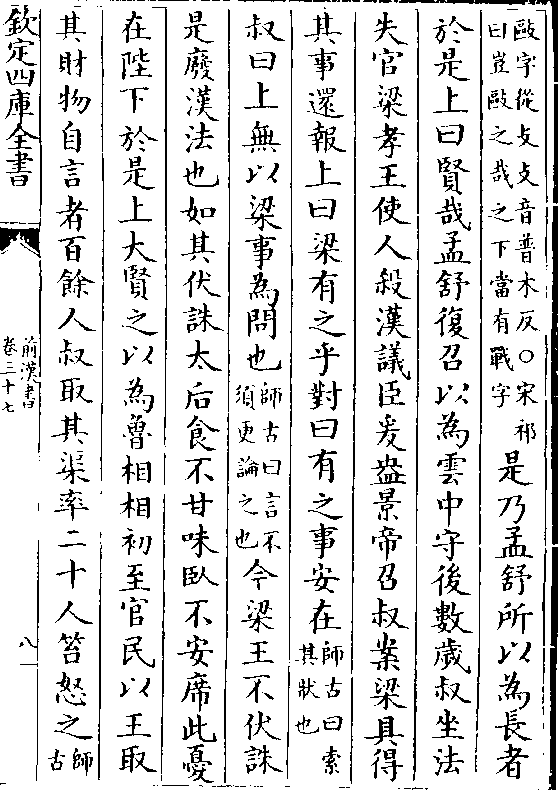 毆字從攴攴音普木反○宋祁
曰豈毆之哉之下當有戰字
是乃孟舒所以為長者
於是上曰賢哉孟舒復召以為雲中守後數歲叔坐法
失官梁孝王使人殺漢議臣爰盎景帝召叔案梁具得
其事還報上曰梁有之乎對曰有之事安在師古曰索
其狀也
叔曰上無以梁事為問也師古曰言不
須更論之也今梁王不伏誅
是廢漢法也如其伏誅太后食不甘味臥不安席此憂
在陛下於是上大賢之以為魯相相初至官民以王取
其財物自言者百餘人叔取其渠率二十人笞怒之師
古
欽定四庫全書
前漢書
卷三十七
八